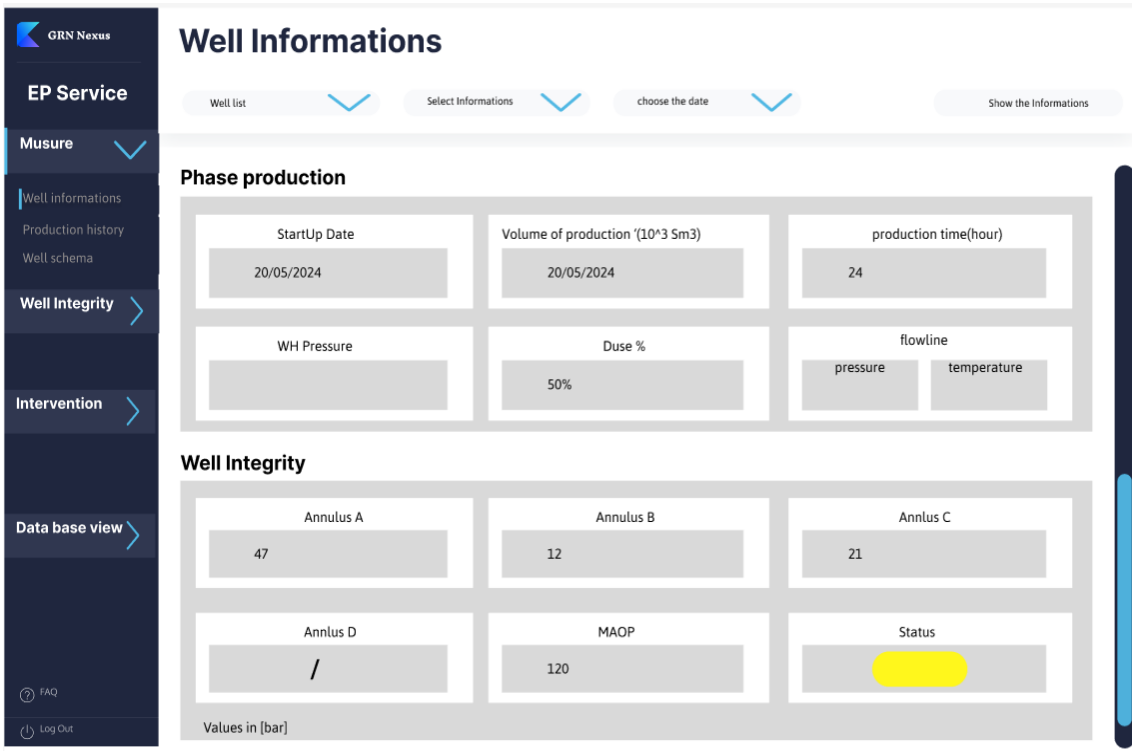 GRN Nexus
EP Service
Musure
Well informations
Production history
Well schema
Well Integrity
Intervention
Data base view
FAQ
Log Out
Well Informations
Well list
Select Informations
choose the date
Show the Informations
Phase production
StartUp Date
20/05/2024
Volume of production ‘(10^3 Sm3)
20/05/2024
production time(hour)
24
WH Pressure
Duse %
50%
flowline
pressure
temperature
Well Integrity
Annulus A
47
Annulus B
12
Annlus C
21
Annlus D
/
MAOP
120
Status
Values in [bar]